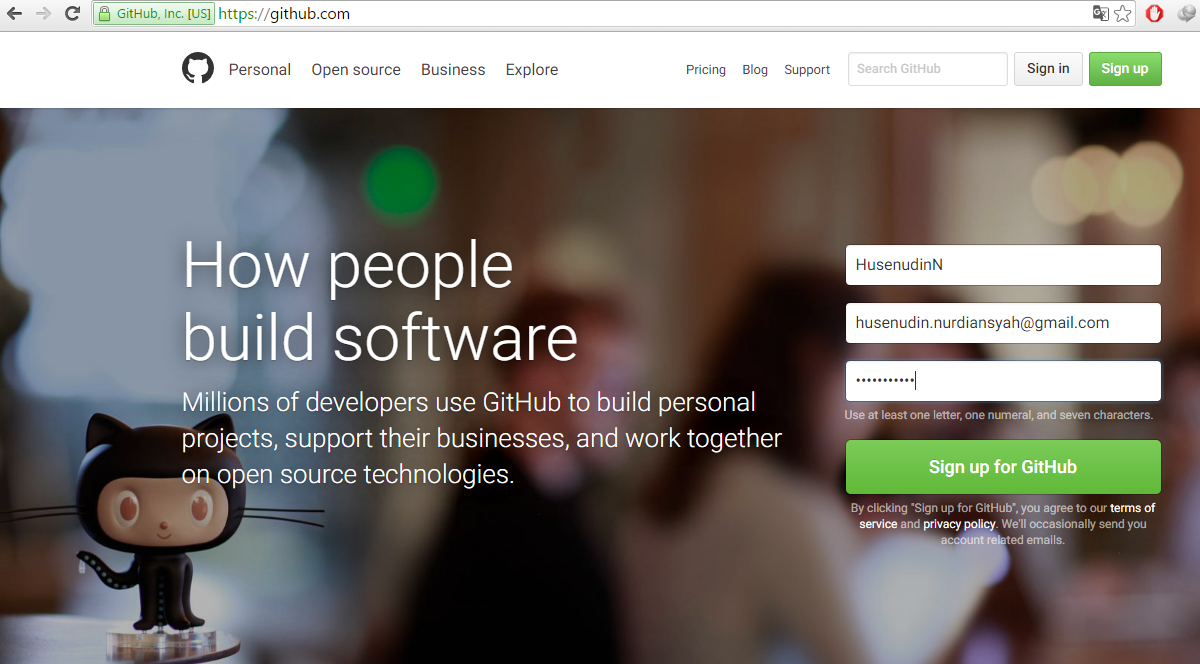 GitHub, Inc. [US] https://github.com
Personal Open source Business Explore Pricing Blog Support Search GitHub Sign in Sign up
How people
build software
Millions of developers use GitHub to build personal
projects, support their businesses, and work together
on open source technologies.
HusenudinN
husenudin.nurdiansyah@gmail.com
•••••••••••
Use at least one letter, one numeral, and seven characters.
Sign up for GitHub
By clicking "Sign up for GitHub", you agree to our terms of
service and privacy policy. We'll occasionally send you
account related emails.